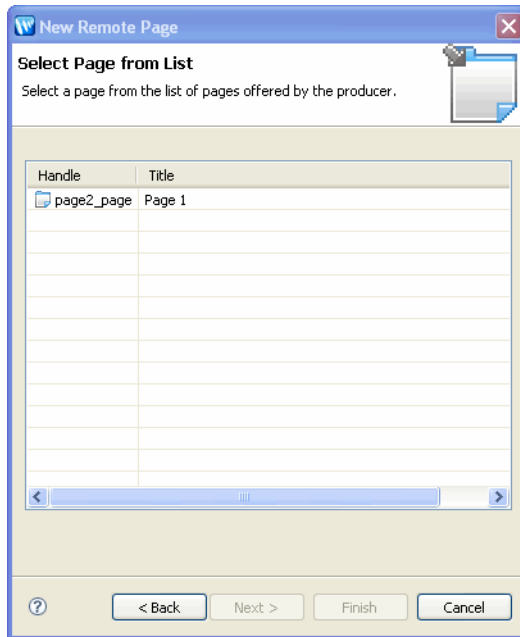 New Remote Page
Select Page from List
Select a page from the list of pages offered by the producer.
Handle Title
page2_page Page 1
< Back Next > Finish Cancel